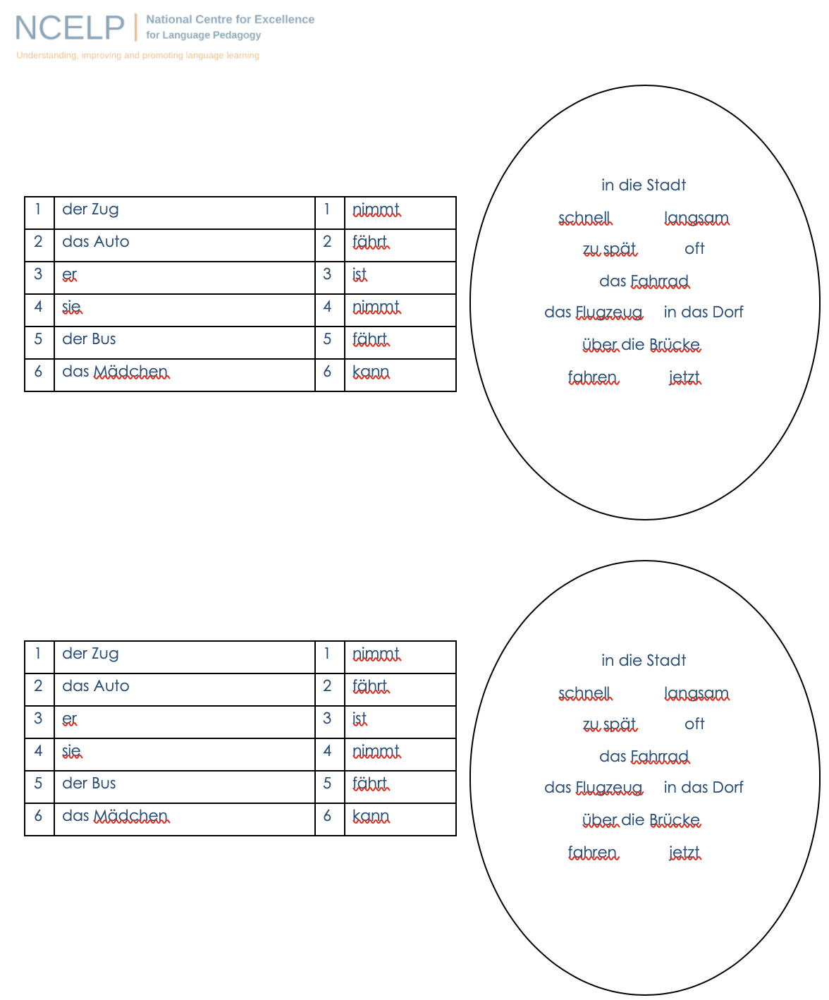 NCELP | National Centre for Excellence
for Language Pedagogy
Understanding, improving and promoting language learning
1 der Zug 1 nimmt
2 das Auto 2 fährt
3 er 3 ist
4 sie 4 nimmt
5 der Bus 5 fährt
6 das Mädchen 6 kann
in die Stadt
schnell langsam
zu spät oft
das Fahrrad
das Flugzeug in das Dorf
über die Brücke
fahren jetzt
1 der Zug 1 nimmt
2 das Auto 2 fährt
3 er 3 ist
4 sie 4 nimmt
5 der Bus 5 fährt
6 das Mädchen 6 kann
in die Stadt
schnell langsam
zu spät oft
das Fahrrad
das Flugzeug in das Dorf
über die Brücke
fahren jetzt